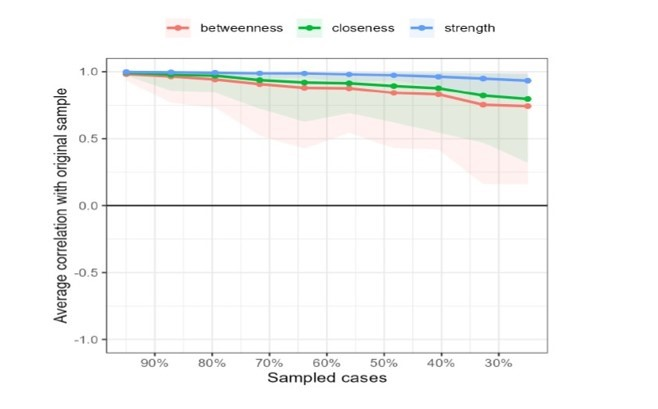 betweenness closeness strength
Average correlation with original sample
1.0
0.5
0.0
-0.5
-1.0
90% 80% 70% 60% 50% 40% 30%
Sampled cases